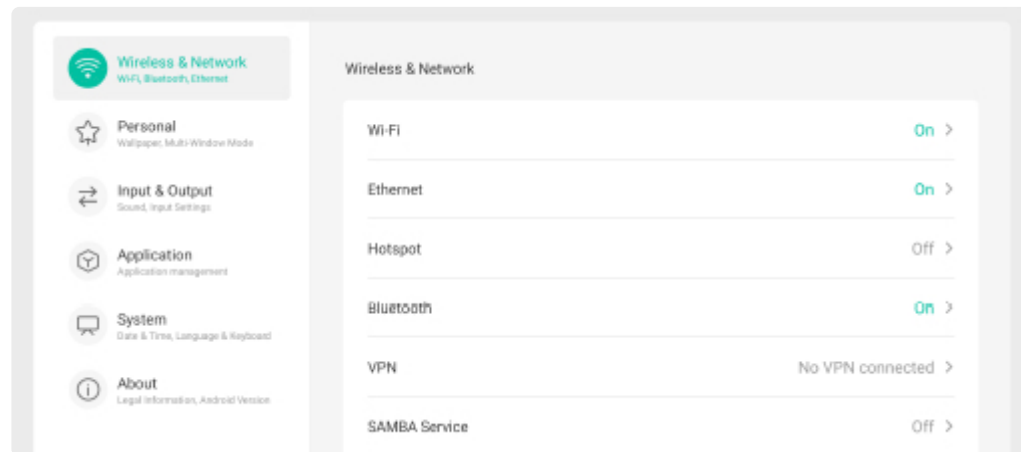 Wireless & Network
Wi-Fi, Bluetooth, Ethernet
Personal
Wallpaper, Multi-Window Mode
Input & Output
Sound, Input Settings
Application
Application management
System
Date & Time, Language & Keyboard
About
Legal Information, Android Version
Wireless & Network
Wi-Fi On
Ethernet On
Hotspot Off
Bluetooth On
VPN No VPN connected
SAMBA Service Off